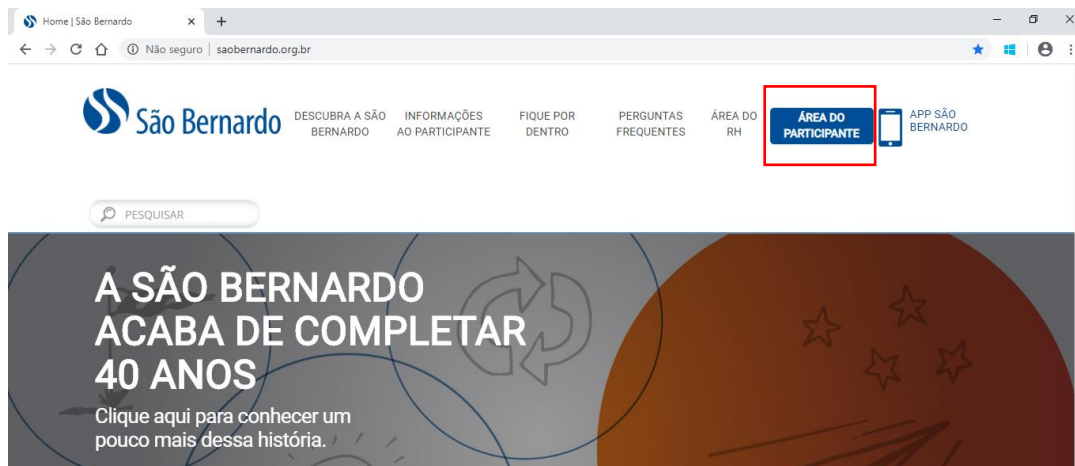 Home | São Bernardo
Não seguro | saobernardo.org.br
São Bernardo
DESCUBRA A SÃO
BERNARDO
INFORMAÇÕES
AO PARTICIPANTE
FIQUE POR
DENTRO
PERGUNTAS
FREQUENTES
ÁREA DO
RH
ÁREA DO
PARTICIPANTE
APP SÃO
BERNARDO
PESQUISAR
A SÃO BERNARDO
ACABA DE COMPLETAR
40 ANOS
Clique aqui para conhecer um
pouco mais dessa história.